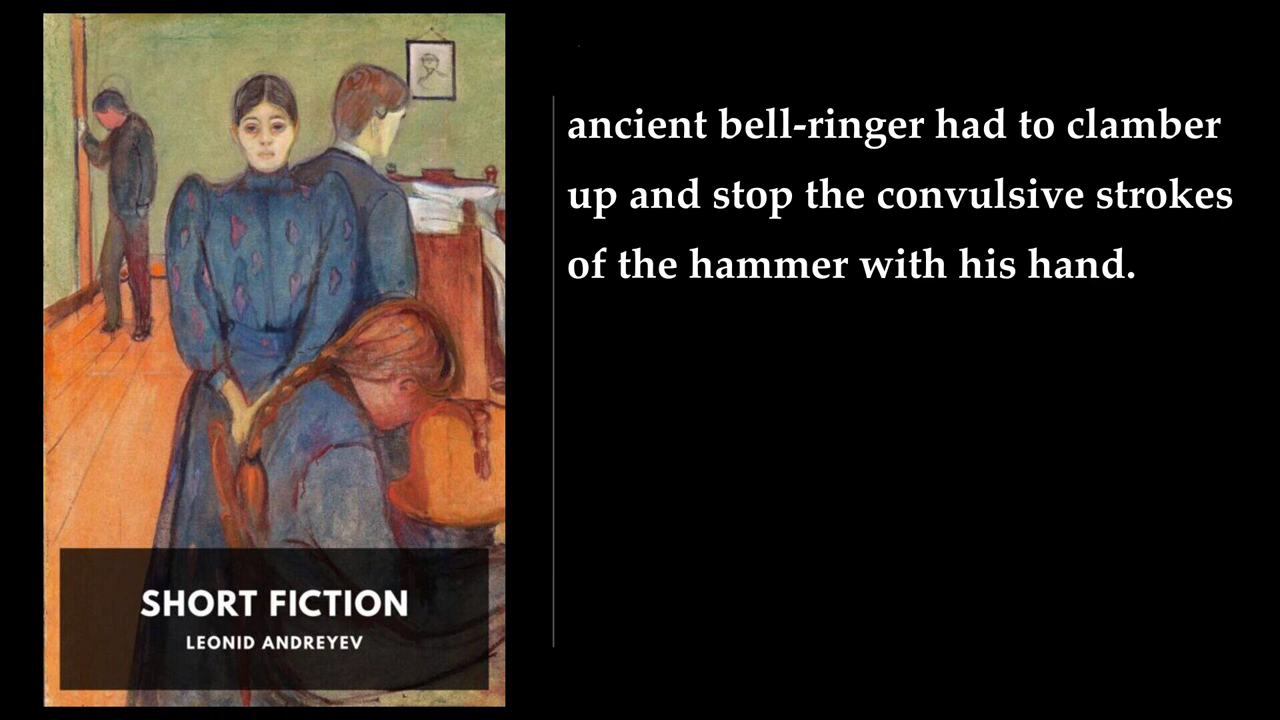 ancient bell-ringer had to clamber
up and stop the convulsive strokes
of the hammer with his hand.
SHORT FICTION
LEONID ANDREYEV